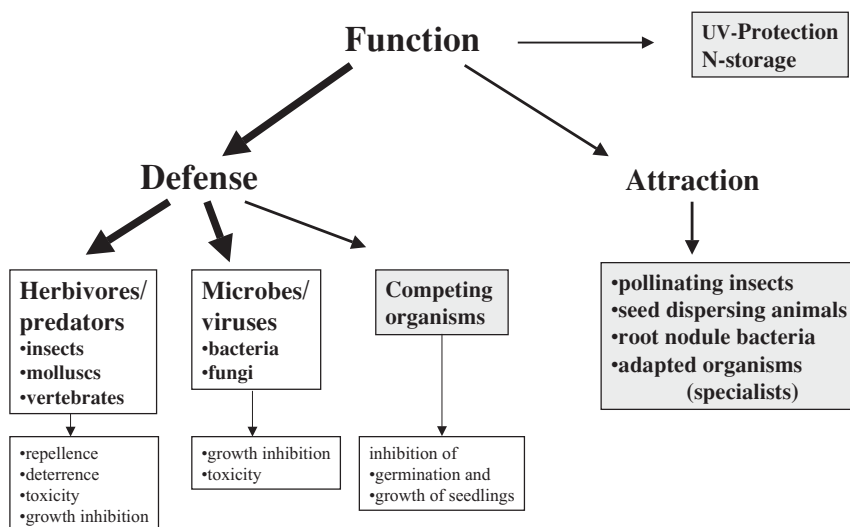 Function
UV-Protection
N-storage
Defense
Attraction
Herbivores/
predators
•insects
•molluscs
•vertebrates
Microbes/
viruses
•bacteria
•fungi
Competing
organisms
•pollinating insects
•seed dispersing animals
•root nodule bacteria
•adapted organisms
(specialists)
•repellence
•deterrence
•toxicity
•growth inhibition
•growth inhibition
•toxicity
inhibition of
•germination and
•growth of seedlings